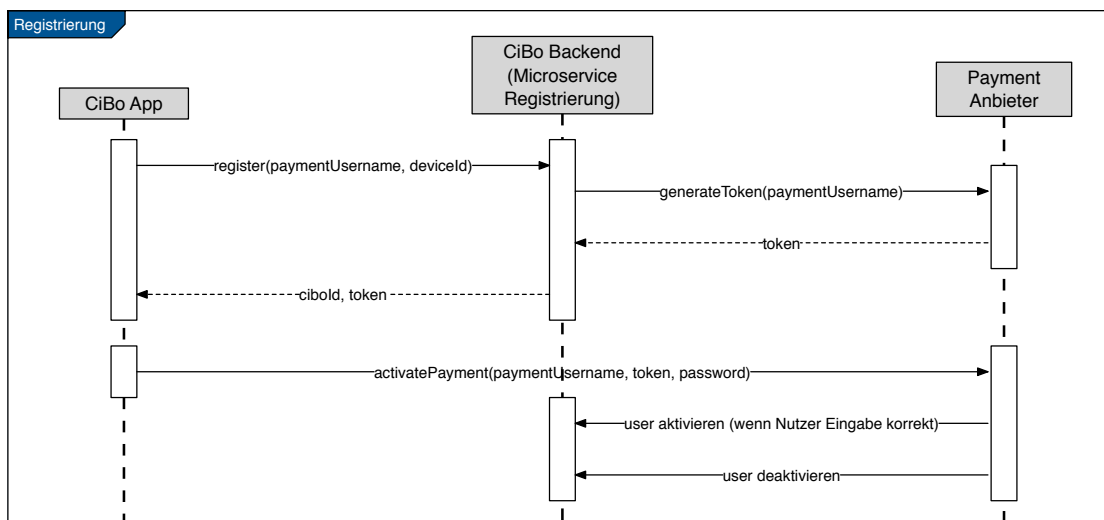 Registrierung
CiBo App
CiBo Backend
(Microservice
Registrierung)
Payment
Anbieter
register(paymentUsername, deviceId)
generateToken(paymentUsername)
token
ciboId, token
activatePayment(paymentUsername, token, password)
user aktivieren (wenn Nutzer Eingabe korrekt)
user deaktivieren